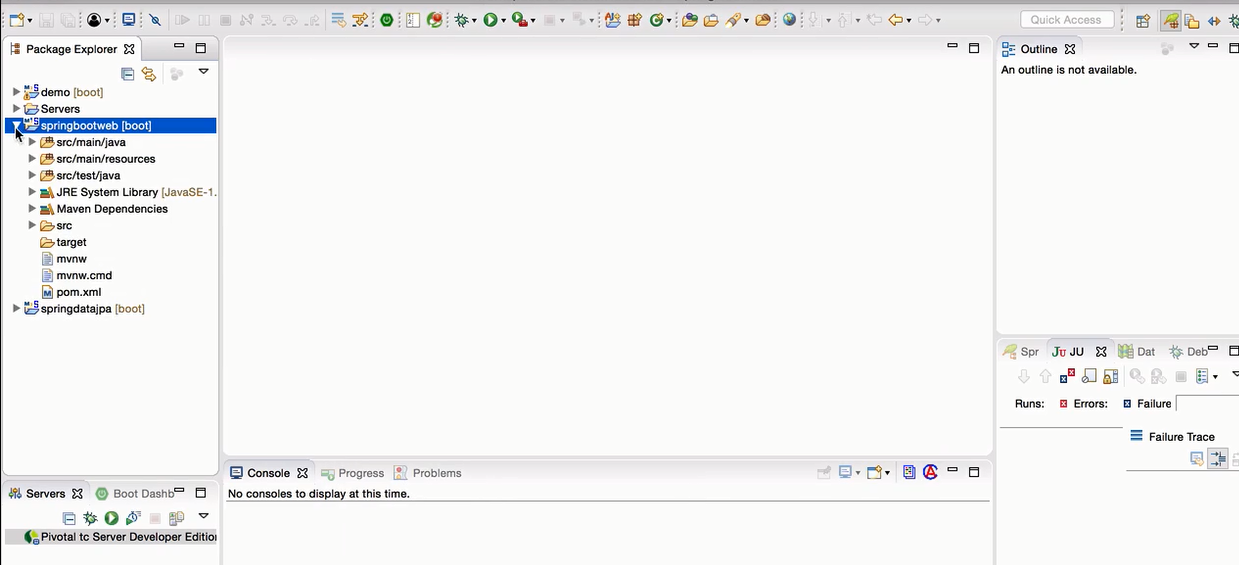 Quick Access
Package Explorer
demo [boot]
Servers
springbootweb [boot]
src/main/java
src/main/resources
src/test/java
JRE System Library [JavaSE-1.
Maven Dependencies
src
target
mvnw
mvnw.cmd
pom.xml
springdatajpa [boot]
Servers
Boot Dashb
Pivotal tc Server Developer Edition
Console
Progress
Problems
No consoles to display at this time.
Outline
An outline is not available.
Spr
JU
Dat
Deb
Runs:
Errors:
Failure
Failure Trace